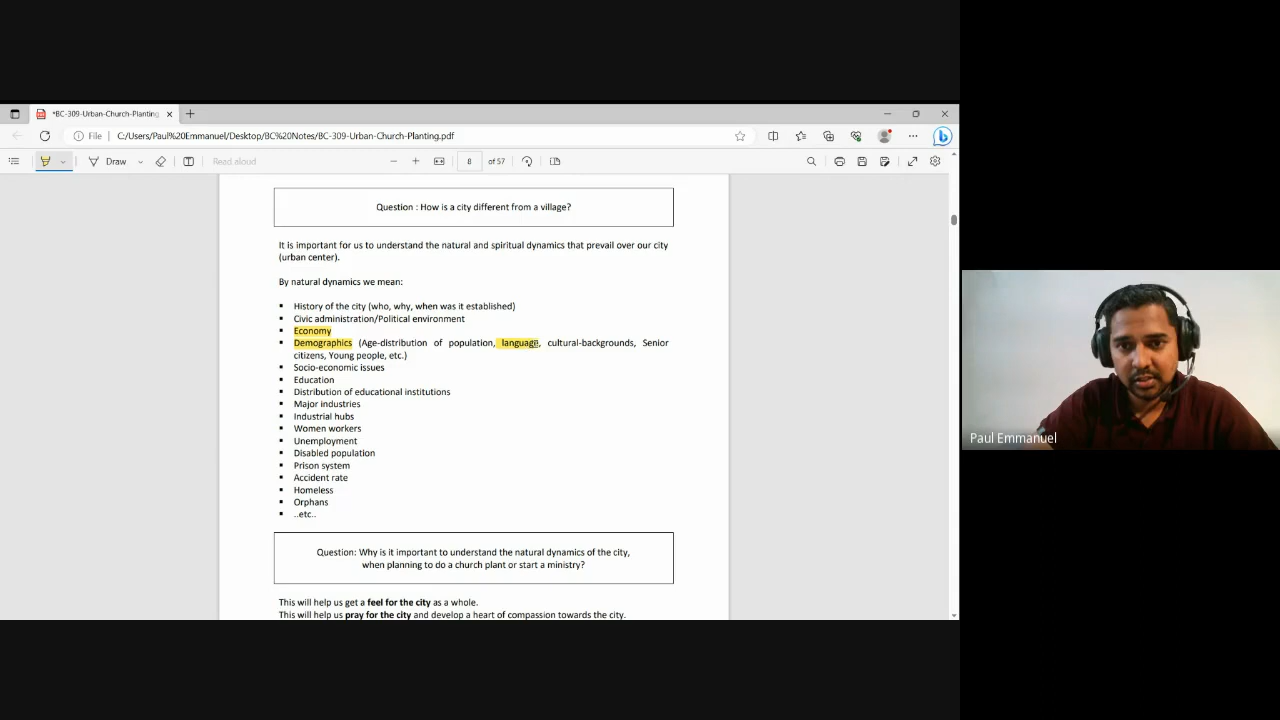 *BC-309-Urban-Church-Planting
File
C:/Users/Paul%20Emmanuel/Desktop/BC%20Notes/BC-309-Urban-Church-Planting.pdf
Draw
Read aloud
8 of 57
Question : How is a city different from a village?
It is important for us to understand the natural and spiritual dynamics that prevail over our city
(urban center).
By natural dynamics we mean:
▪ History of the city (who, why, when was it established)
▪ Civic administration/Political environment
▪ Economy
▪ Demographics (Age-distribution of population, language, cultural-backgrounds, Senior
citizens, Young people, etc.)
▪ Socio-economic issues
▪ Education
▪ Distribution of educational institutions
▪ Major industries
▪ Industrial hubs
▪ Women workers
▪ Unemployment
▪ Disabled population
▪ Prison system
▪ Accident rate
▪ Homeless
▪ Orphans
▪ ..etc..
Question: Why is it important to understand the natural dynamics of the city,
when planning to do a church plant or start a ministry?
This will help us get a feel for the city as a whole.
This will help us pray for the city and develop a heart of compassion towards the city.
Paul Emmanuel